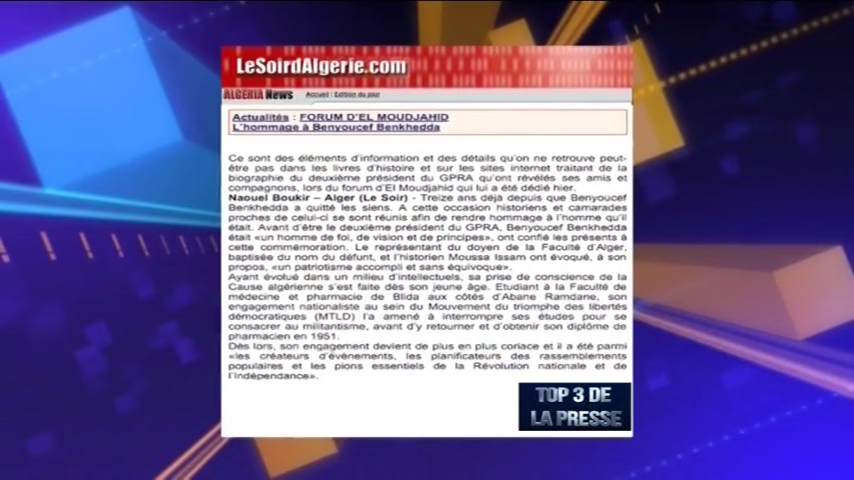 LeSoirdAlgerie.com
ALGERIA News Accueil : Edition du jour
Actualités : FORUM D'EL MOUDJAHID
L'hommage à Benyoucef Benkhedda
Ce sont des éléments d'information et des détails qu'on ne retrouve peut-
être pas dans les livres d'histoire et sur les sites internet traitant de la
biographie du deuxième président du GPRA qu'ont révélés ses amis et
compagnons, lors du forum d'El Moudjahid qui lui a été dédié hier.
Naouel Boukir – Alger (Le Soir) - Treize ans déjà depuis que Benyoucef
Benkhedda a quitté les siens. A cette occasion historiens et camarades
proches de celui-ci se sont réunis afin de rendre hommage à l'homme qu'il
était. Avant d'être le deuxième président du GPRA, Benyoucef Benkhedda
était «un homme de foi, de vision et de principes», ont confié les présents à
cette commémoration. Le représentant du doyen de la Faculté d'Alger,
baptisée du nom du défunt, et l'historien Moussa Issam ont évoqué, à son
propos, «un patriotisme accompli et sans équivoque».
Ayant évolué dans un milieu d'intellectuels, sa prise de conscience de la
Cause algérienne s'est faite dès son jeune âge. Etudiant à la Faculté de
médecine et pharmacie de Blida aux côtés d'Abane Ramdane, son
engagement nationaliste au sein du Mouvement du triomphe des libertés
démocratiques (MTLD) l'a amené à interrompre ses études pour se
consacrer au militantisme, avant d'y retourner et d'obtenir son diplôme de
pharmacien en 1951.
Dès lors, son engagement devient de plus en plus coriace et il a été parmi
«les créateurs d'évènements, les planificateurs des rassemblements
populaires et les pions essentiels de la Révolution nationale et de
l'Indépendance».
TOP 3 DE
LA PRESSE